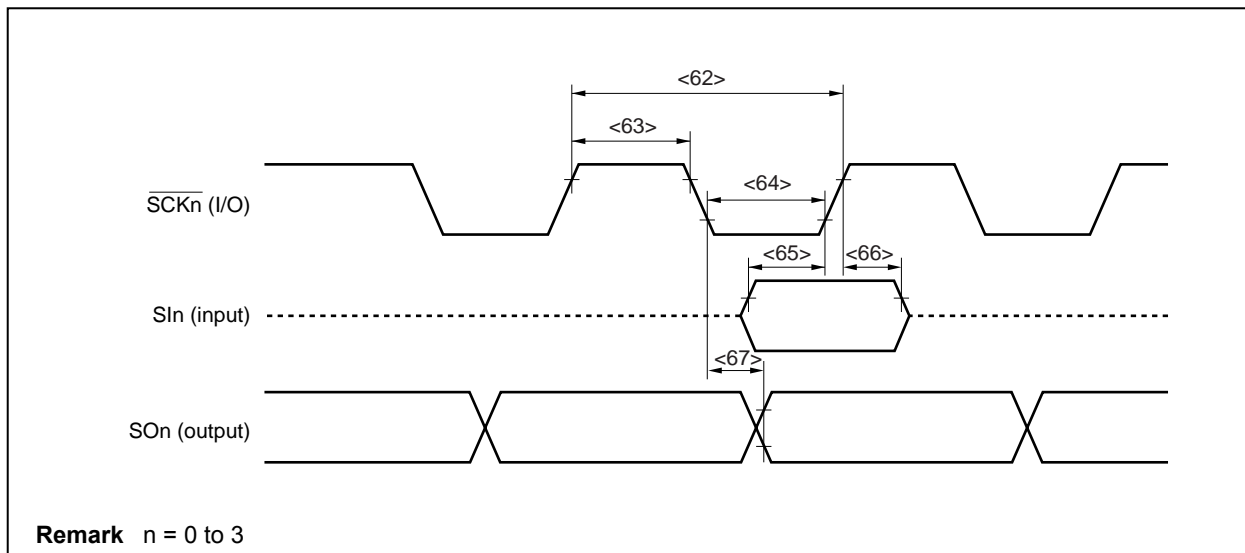 <62>
<63>
SCKn (I/O)
<64>
<65>
<66>
SIn (input)
<67>
SOn (output)
Remark n = 0 to 3